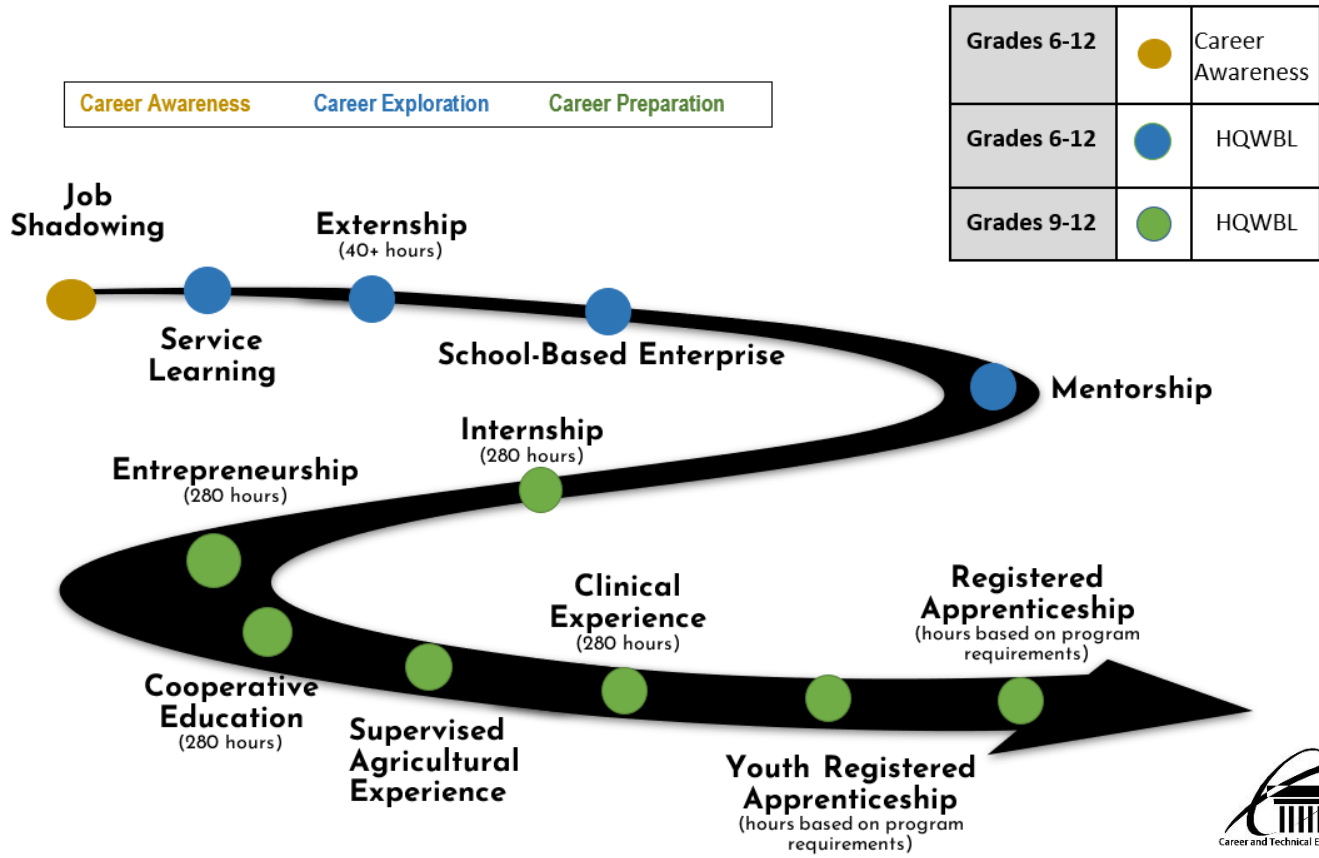 Grades 6-12
Career
Awareness
Grades 6-12
HQWBL
Grades 9-12
HQWBL
Career Awareness Career Exploration Career Preparation
Job
Shadowing
Externship
(40+ hours)
Service
Learning
School-Based Enterprise
Mentorship
Internship
(280 hours)
Entrepreneurship
(280 hours)
Clinical
Experience
(280 hours)
Registered
Apprenticeship
(hours based on program
requirements)
Cooperative
Education
(280 hours)
Supervised
Agricultural
Experience
Youth Registered
Apprenticeship
(hours based on program
requirements)
Career and Technical E